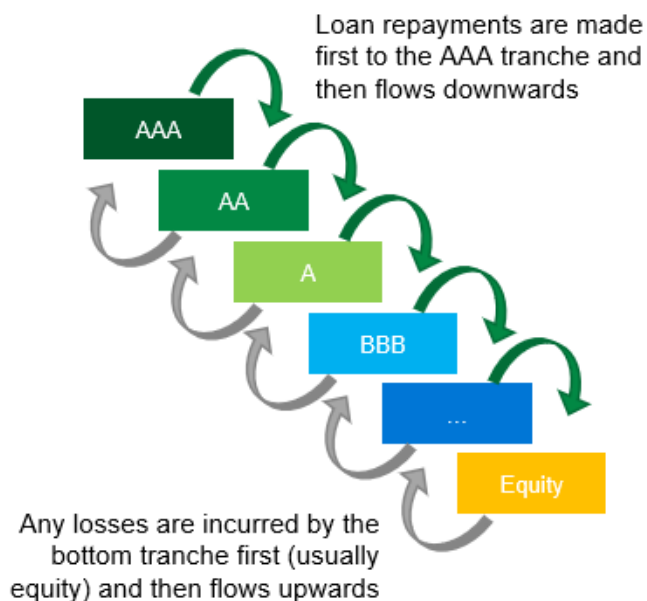 Loan repayments are made
first to the AAA tranche and
then flows downwards
AAA
AA
A
BBB
...
Equity
Any losses are incurred by the
bottom tranche first (usually
equity) and then flows upwards